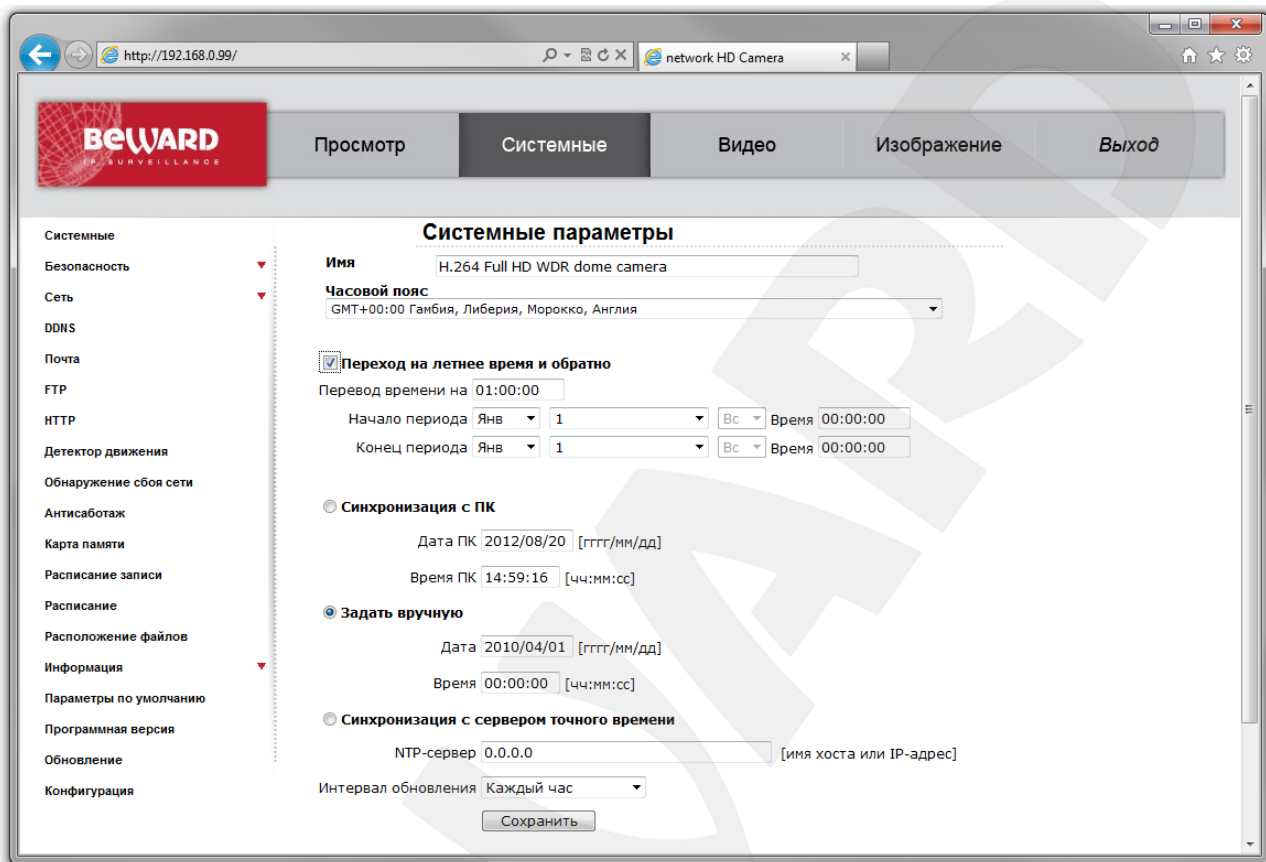 http://192.168.0.99/
network HD Camera
BEWARD
IP SURVEILLANCE
Просмотр
Системные
Видео
Изображение
Выход
Системные
Безопасность
Сеть
DDNS
Почта
FTP
HTTP
Детектор движения
Обнаружение сбоя сети
Антисаботаж
Карта памяти
Расписание записи
Расписание
Расположение файлов
Информация
Параметры по умолчанию
Программная версия
Обновление
Конфигурация
Системные параметры
Имя H.264 Full HD WDR dome camera
Часовой пояс
GMT+00:00 Гамбия, Либерия, Морокко, Англия
Переход на летнее время и обратно
Перевод времени на 01:00:00
Начало периода Янв 1 Вс Время 00:00:00
Конец периода Янв 1 Вс Время 00:00:00
Синхронизация с ПК
Дата ПК 2012/08/20 [гггг/мм/дд]
Время ПК 14:59:16 [чч:мм:сс]
Задать вручную
Дата 2010/04/01 [гггг/мм/дд]
Время 00:00:00 [чч:мм:сс]
Синхронизация с сервером точного времени
NTP-сервер 0.0.0.0 [имя хоста или IP-адрес]
Интервал обновления Каждый час
Сохранить